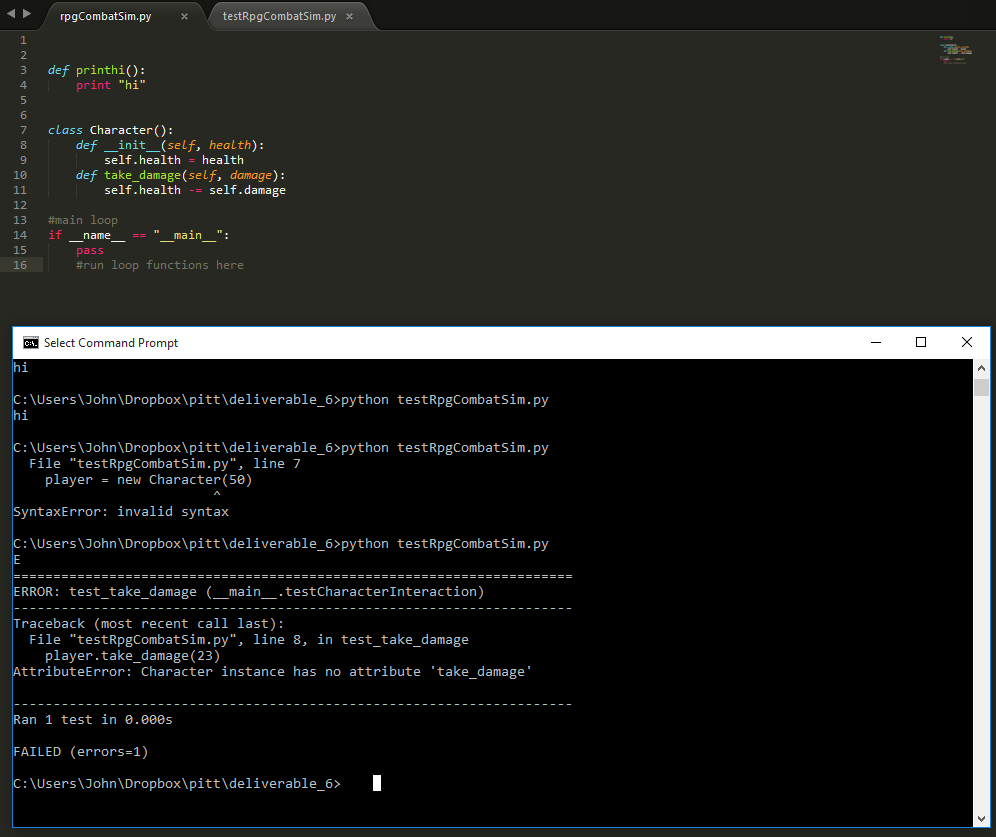 rpgCombatSim.py × testRpgCombatSim.py ×
1
2
3 def printhi():
4     print "hi"
5
6
7 class Character():
8     def __init__(self, health):
9         self.health = health
10     def take_damage(self, damage):
11         self.health -= self.damage
12
13 #main loop
14 if __name__ == "__main__":
15     pass
16     #run loop functions here
Select Command Prompt
hi
C:\Users\John\Dropbox\pitt\deliverable_6>python testRpgCombatSim.py
hi
C:\Users\John\Dropbox\pitt\deliverable_6>python testRpgCombatSim.py
  File "testRpgCombatSim.py", line 7
    player = new Character(50)
                         ^
SyntaxError: invalid syntax
C:\Users\John\Dropbox\pitt\deliverable_6>python testRpgCombatSim.py
E
======================================================================
ERROR: test_take_damage (__main__.testCharacterInteraction)
----------------------------------------------------------------------
Traceback (most recent call last):
  File "testRpgCombatSim.py", line 8, in test_take_damage
    player.take_damage(23)
AttributeError: Character instance has no attribute 'take_damage'
----------------------------------------------------------------------
Ran 1 test in 0.000s
FAILED (errors=1)
C:\Users\John\Dropbox\pitt\deliverable_6>